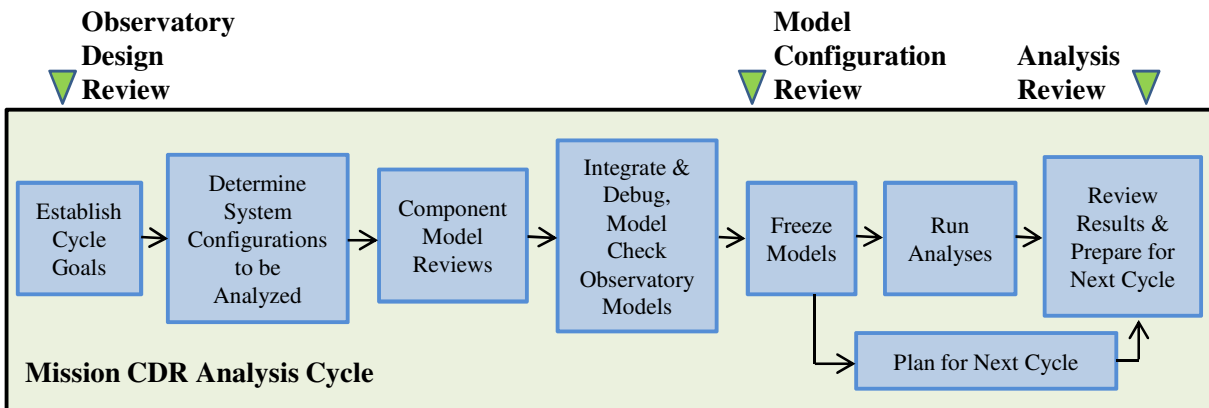 Observatory
Design
Review
Model
Configuration
Review
Analysis
Review
Establish
Cycle
Goals
Determine
System
Configurations
to be
Analyzed
Component
Model
Reviews
Integrate &
Debug,
Model
Check
Observatory
Models
Freeze
Models
Run
Analyses
Review
Results &
Prepare for
Next Cycle
Plan for Next Cycle
Mission CDR Analysis Cycle